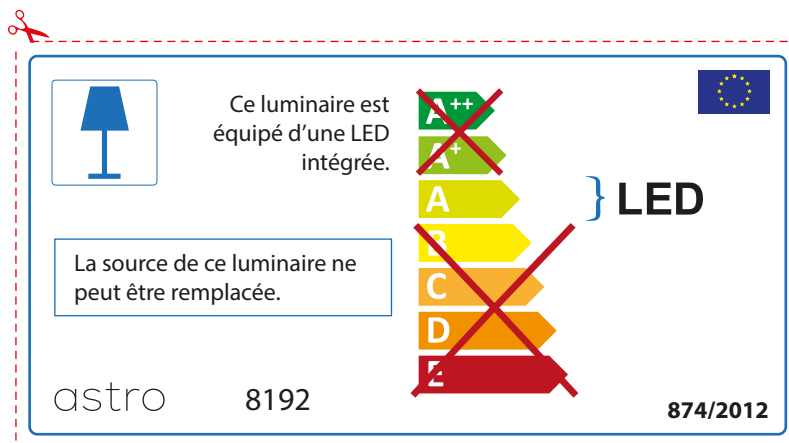 Ce luminaire est
équipé d’une LED
intégrée.
A++
A+
A
B
C
D
E
LED
La source de ce luminaire ne
peut être remplacée.
astro
8192
874/2012